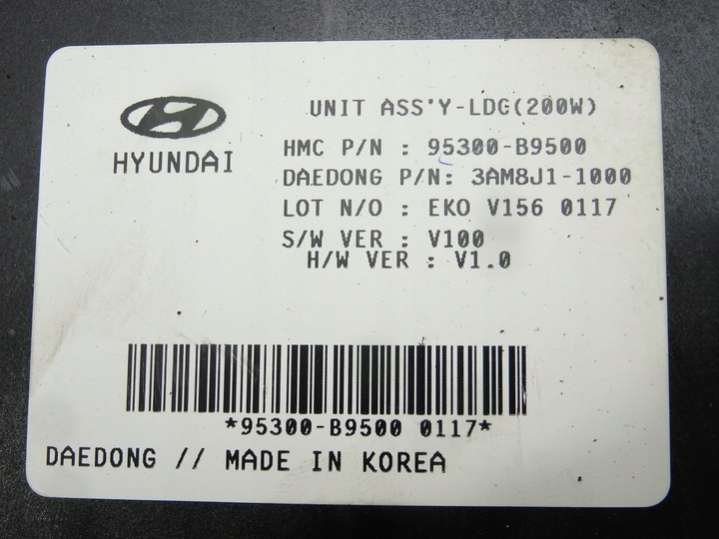 UNIT ASS'Y-LDC(200W)
HYUNDAI
HMC P/N : 95300-B9500
DAEDONG P/N: 3AM8J1-1000
LOT N/O : EKO V156 0117
S/W VER : V100
H/W VER : V1.0
*95300-B9500 0117*
DAEDONG // MADE IN KOREA